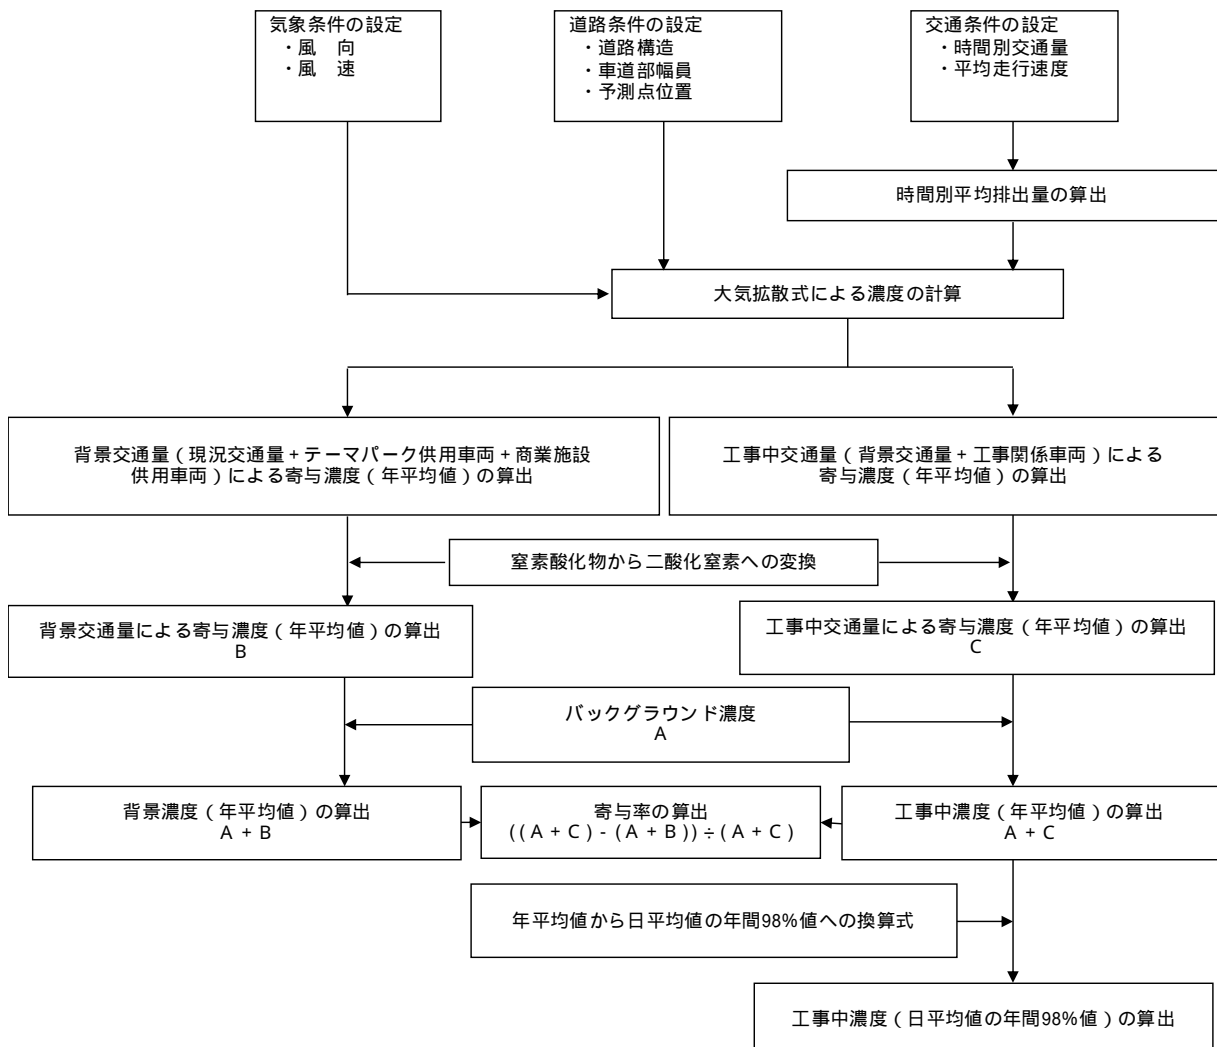 気象条件の設定
・風　向
・風　速
道路条件の設定
・道路構造
・車道部幅員
・予測点位置
交通条件の設定
・時間別交通量
・平均走行速度
時間別平均排出量の算出
大気拡散式による濃度の計算
背景交通量（現況交通量＋テーマパーク供用車両＋商業施設
供用車両）による寄与濃度（年平均値）の算出
工事中交通量（背景交通量＋工事関係車両）による
寄与濃度（年平均値）の算出
窒素酸化物から二酸化窒素への変換
背景交通量による寄与濃度（年平均値）の算出
B
工事中交通量による寄与濃度（年平均値）の算出
C
バックグラウンド濃度
A
背景濃度（年平均値）の算出
A + B
寄与率の算出
((A + C) - (A + B)) ÷ (A + C)
工事中濃度（年平均値）の算出
A + C
年平均値から日平均値の年間98%値への換算式
工事中濃度（日平均値の年間98%値）の算出